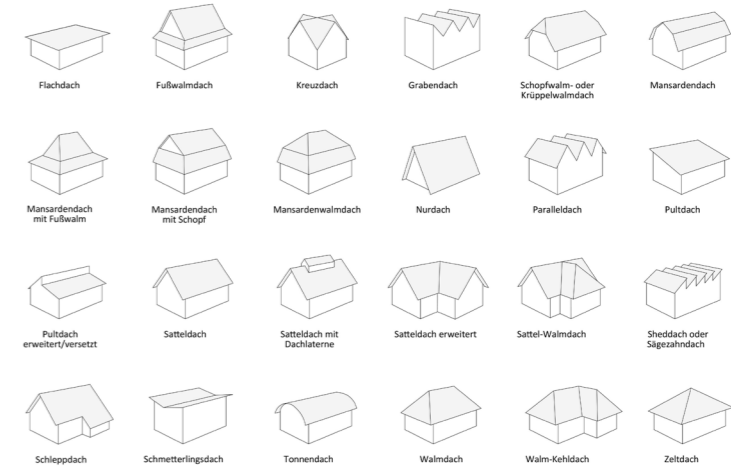 Flachdach
Fußwalmdach
Kreuzdach
Grabendach
Schopfwalm- oder
Krüppelwalmdach
Mansardendach
Mansardendach
mit Fußwalm
Mansardendach
mit Schopf
Mansardenwalmdach
Nurdach
Paralleldach
Pultdach
Pultdach
erweitert/versetzt
Satteldach
Satteldach mit
Dachlaterne
Satteldach erweitert
Sattel-Walmdach
Sheddach oder
Sägezahndach
Schleppdach
Schmetterlingsdach
Tonnendach
Walmdach
Walm-Kehldach
Zeltdach